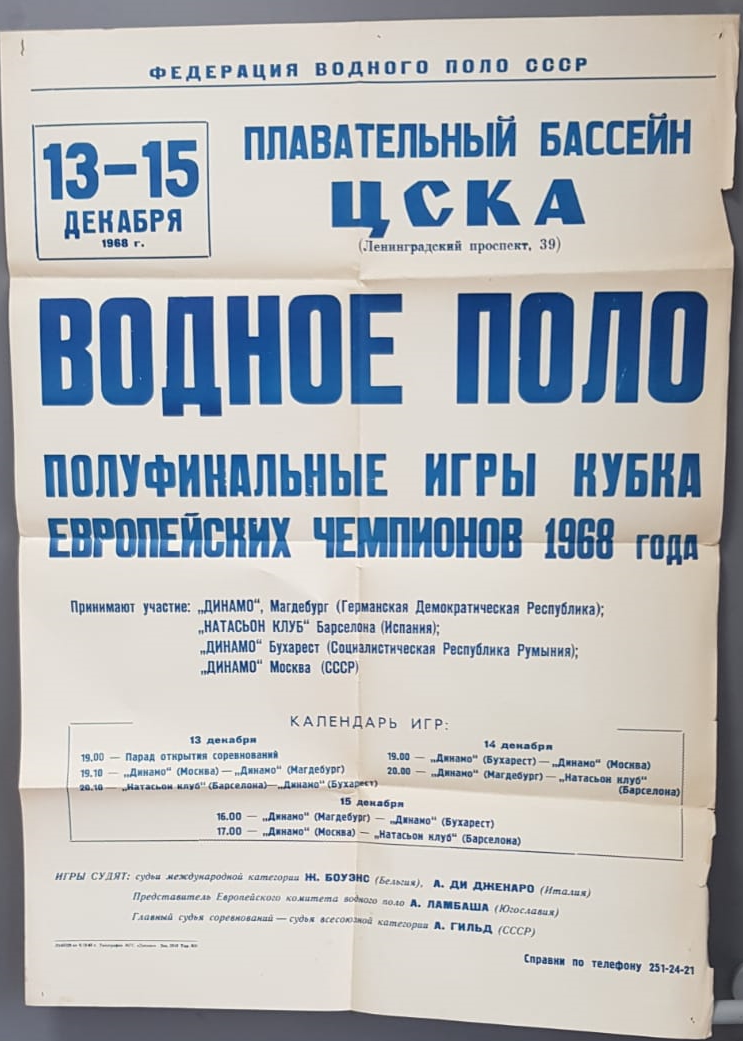 ФЕДЕРАЦИЯ ВОДНОГО ПОЛО СССР
13–15
ДЕКАБРЯ
1968 г.
ПЛАВАТЕЛЬНЫЙ БАССЕЙН
ЦСКА
(Ленинградский проспект, 39)
ВОДНОЕ ПОЛО
ПОЛУФИНАЛЬНЫЕ ИГРЫ КУБКА
ЕВРОПЕЙСКИХ ЧЕМПИОНОВ 1968 ГОДА
Принимают участие: „ДИНАМО“, Магдебург (Германская Демократическая Республика);
„НАТАСЬОН КЛУБ“ Барселона (Испания);
„ДИНАМО“ Бухарест (Социалистическая Республика Румыния);
„ДИНАМО“ Москва (СССР)
КАЛЕНДАРЬ ИГР:
13 декабря
19.00 — Парад открытия соревнований
19.10 — „Динамо“ (Москва) — „Динамо“ (Магдебург)
20.10 — „Натасьон клуб“ (Барселона)—„Динамо“ (Бухарест)
14 декабря
19.00 — „Динамо“ (Бухарест) — „Динамо“ (Москва)
20.00 — „Динамо“ (Магдебург) — „Натасьон клуб“
(Барселона)
15 декабря
16.00 — „Динамо“ (Магдебург) — „Динамо“ (Бухарест)
17.00 — „Динамо“ (Москва) — „Натасьон клуб“ (Барселона)
ИГРЫ СУДЯТ: судьи международной категории Ж. БОУЭНС (Бельгия), А. ДИ ДЖЕНАРО (Италия)
Представитель Европейского комитета водного поло А. ЛАМБАША (Югославия)
Главный судья соревнований — судья всесоюзной категории А. ГИЛЬД (СССР)
Справки по телефону 251-24-21